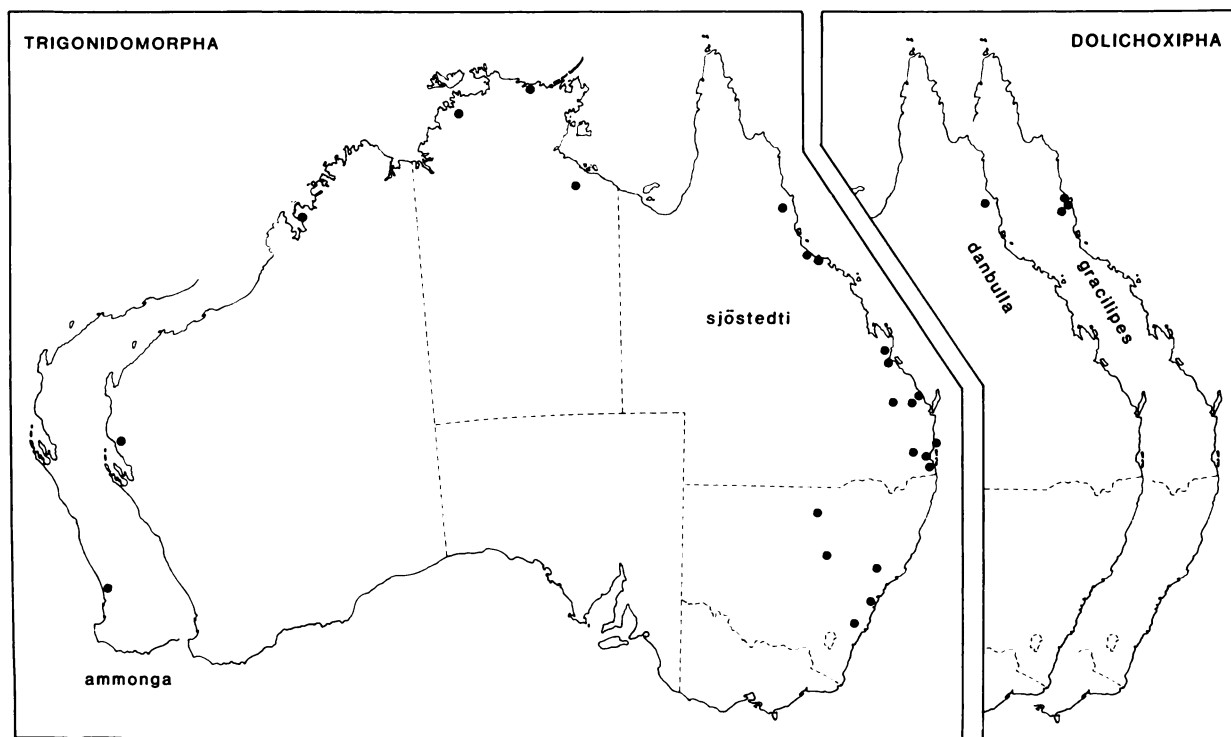 TRIGONIDOMORPHA
DOLICHOXIPHA
sjöstedti
danbulla
gracilipes
ammonga